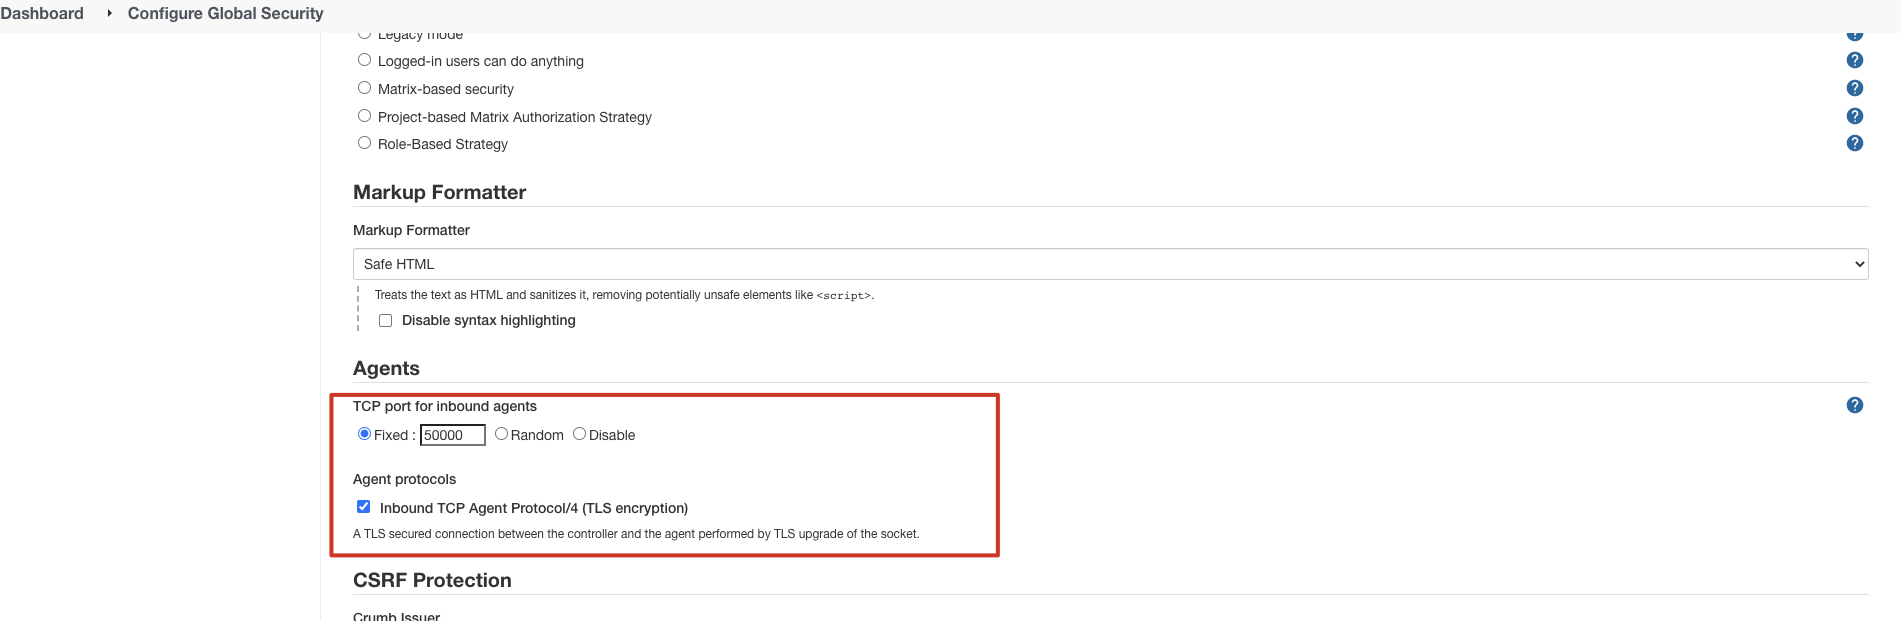 Dashboard ‣ Configure Global Security
Legacy mode
Logged-in users can do anything
Matrix-based security
Project-based Matrix Authorization Strategy
Role-Based Strategy
Markup Formatter
Markup Formatter
Safe HTML
Treats the text as HTML and sanitizes it, removing potentially unsafe elements like <script>.
Disable syntax highlighting
Agents
TCP port for inbound agents
Fixed : 50000 Random Disable
Agent protocols
Inbound TCP Agent Protocol/4 (TLS encryption)
A TLS secured connection between the controller and the agent performed by TLS upgrade of the socket.
CSRF Protection
Crumb Issuer